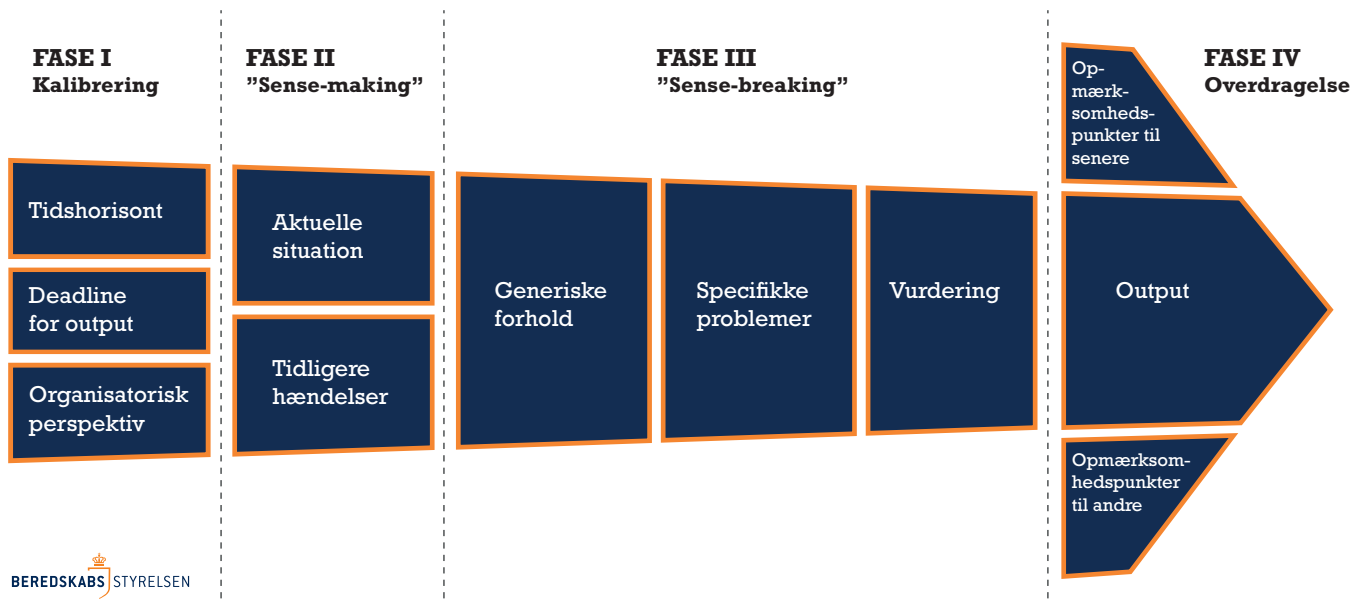 FASE I
Kalibrering
Tidshorisont
Deadline
for output
Organisatorisk
perspektiv
FASE II
”Sense-making”
Aktuelle
situation
Tidligere
hændelser
FASE III
”Sense-breaking”
Generiske
forhold
Specifikke
problemer
Vurdering
FASE IV
Overdragelse
Op-
mærk-
somheds-
punkter til
senere
Output
Opmærksom-
hedspunkter
til andre
BEREDSKABS STYRELSEN